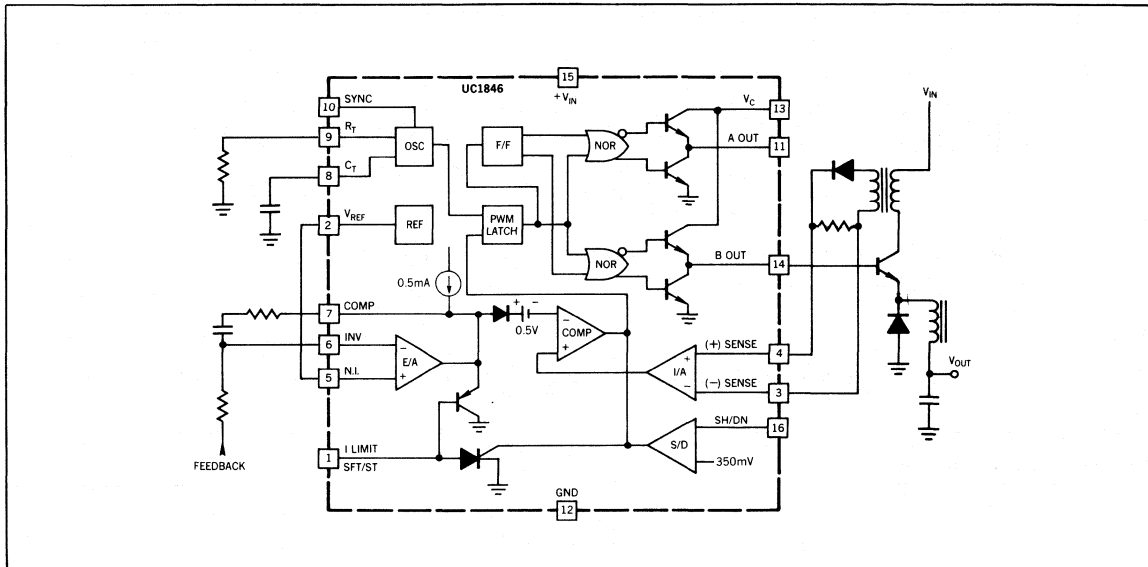 UC1846
15
+VIN
10 SYNC
9 RT
8 CT
2 VREF
7 COMP
6 INV
5 N.I.
1 I LIMIT
SFT/ST
FEEDBACK
OSC
REF
F/F
PWM
LATCH
NOR
NOR
0.5mA
+ −
0.5V
− COMP +
− E/A +
+ I/A −
S/D
350mV
VC 13
A OUT 11
B OUT 14
(+) SENSE 4
(−) SENSE 3
SH/DN 16
GND
12
VIN
VOUT